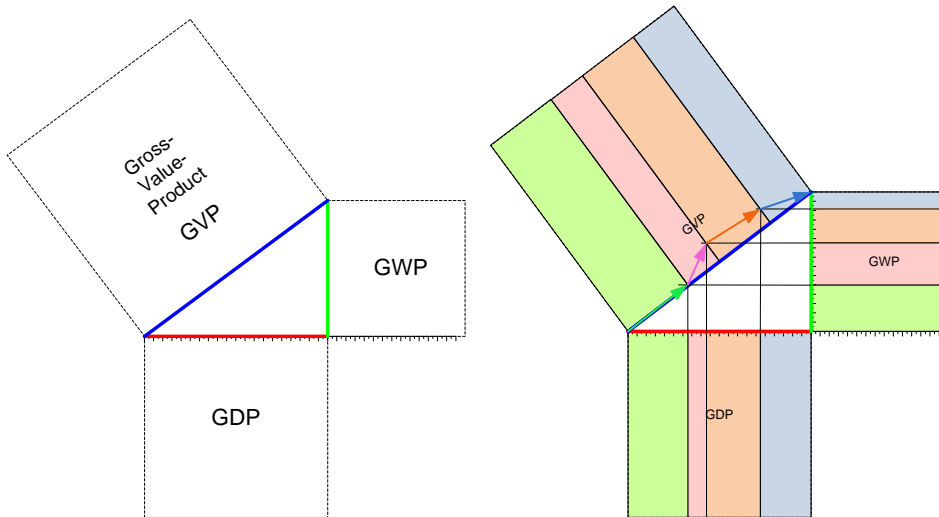 Gross-
Value-
Product
GVP
GWP
GDP
GVP
GWP
GDP